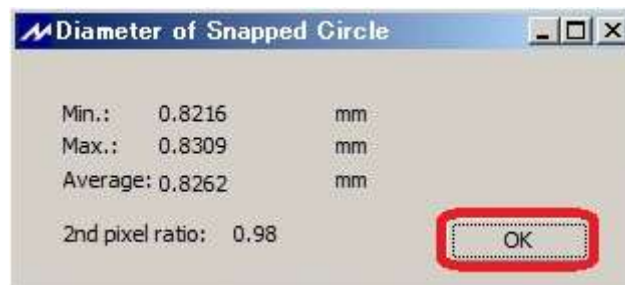 Diameter of Snapped Circle
Min.: 0.8216 mm
Max.: 0.8309 mm
Average: 0.8262 mm
2nd pixel ratio: 0.98
OK